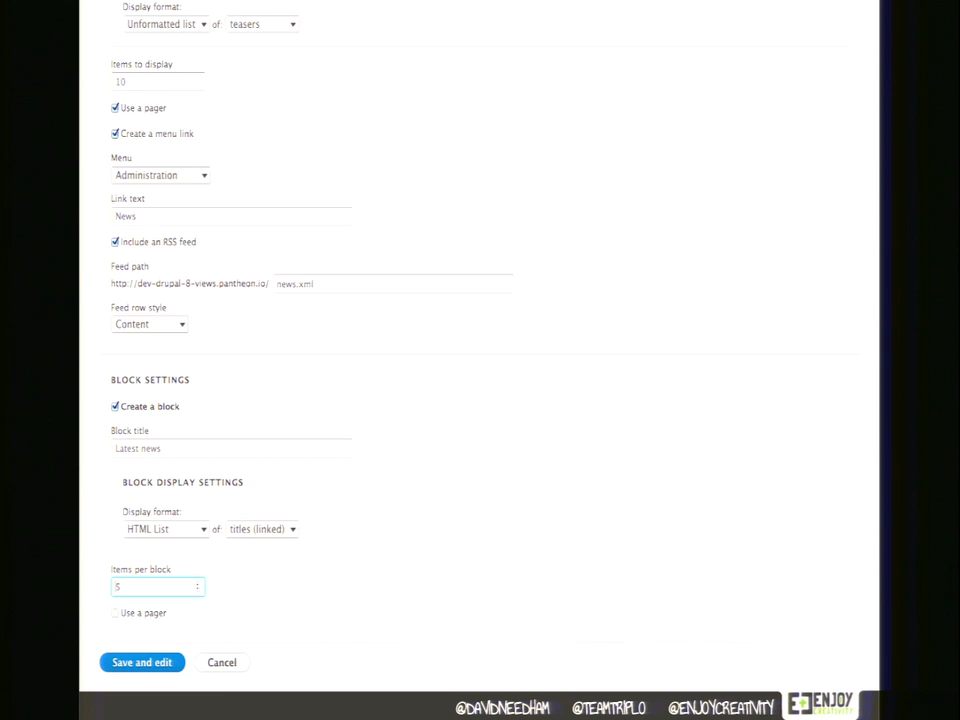 Display format:
Unformatted list of: teasers
Items to display
10
Use a pager
Create a menu link
Menu
Administration
Link text
News
Include an RSS feed
Feed path
http://dev-drupal-8-views.pantheon.io/ news.xml
Feed row style
Content
BLOCK SETTINGS
Create a block
Block title
Latest news
BLOCK DISPLAY SETTINGS
Display format:
HTML List of: titles (linked)
Items per block
5
Use a pager
Save and edit Cancel
@DAVIDNEEDHAM @TEAMTRIPLO @ENJOYCREATIVITY ENJOY
CREATIVITY